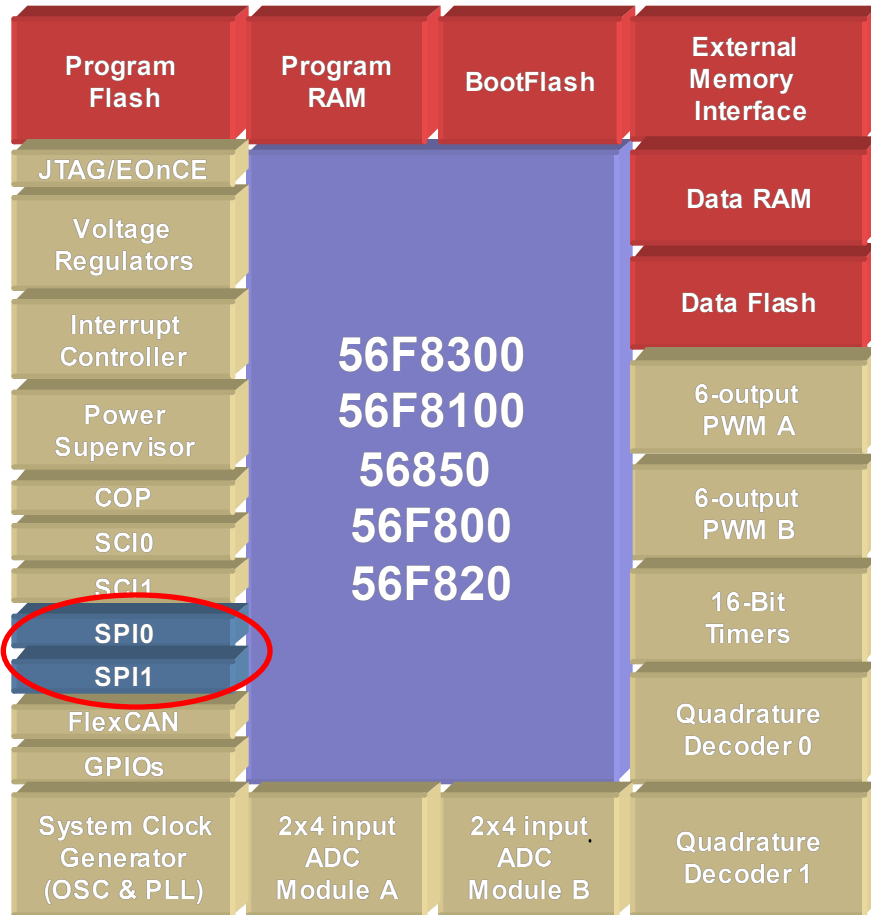 Program
Flash
Program
RAM
BootFlash
External
Memory
Interface
JTAG/EOnCE
Voltage
Regulators
Interrupt
Controller
Power
Supervisor
COP
SCI0
SCI1
SPI0
SPI1
FlexCAN
GPIOs
56F8300
56F8100
56850
56F800
56F820
Data RAM
Data Flash
6-output
PWM A
6-output
PWM B
16-Bit
Timers
Quadrature
Decoder 0
System Clock
Generator
(OSC & PLL)
2x4 input
ADC
Module A
2x4 input
ADC
Module B
Quadrature
Decoder 1